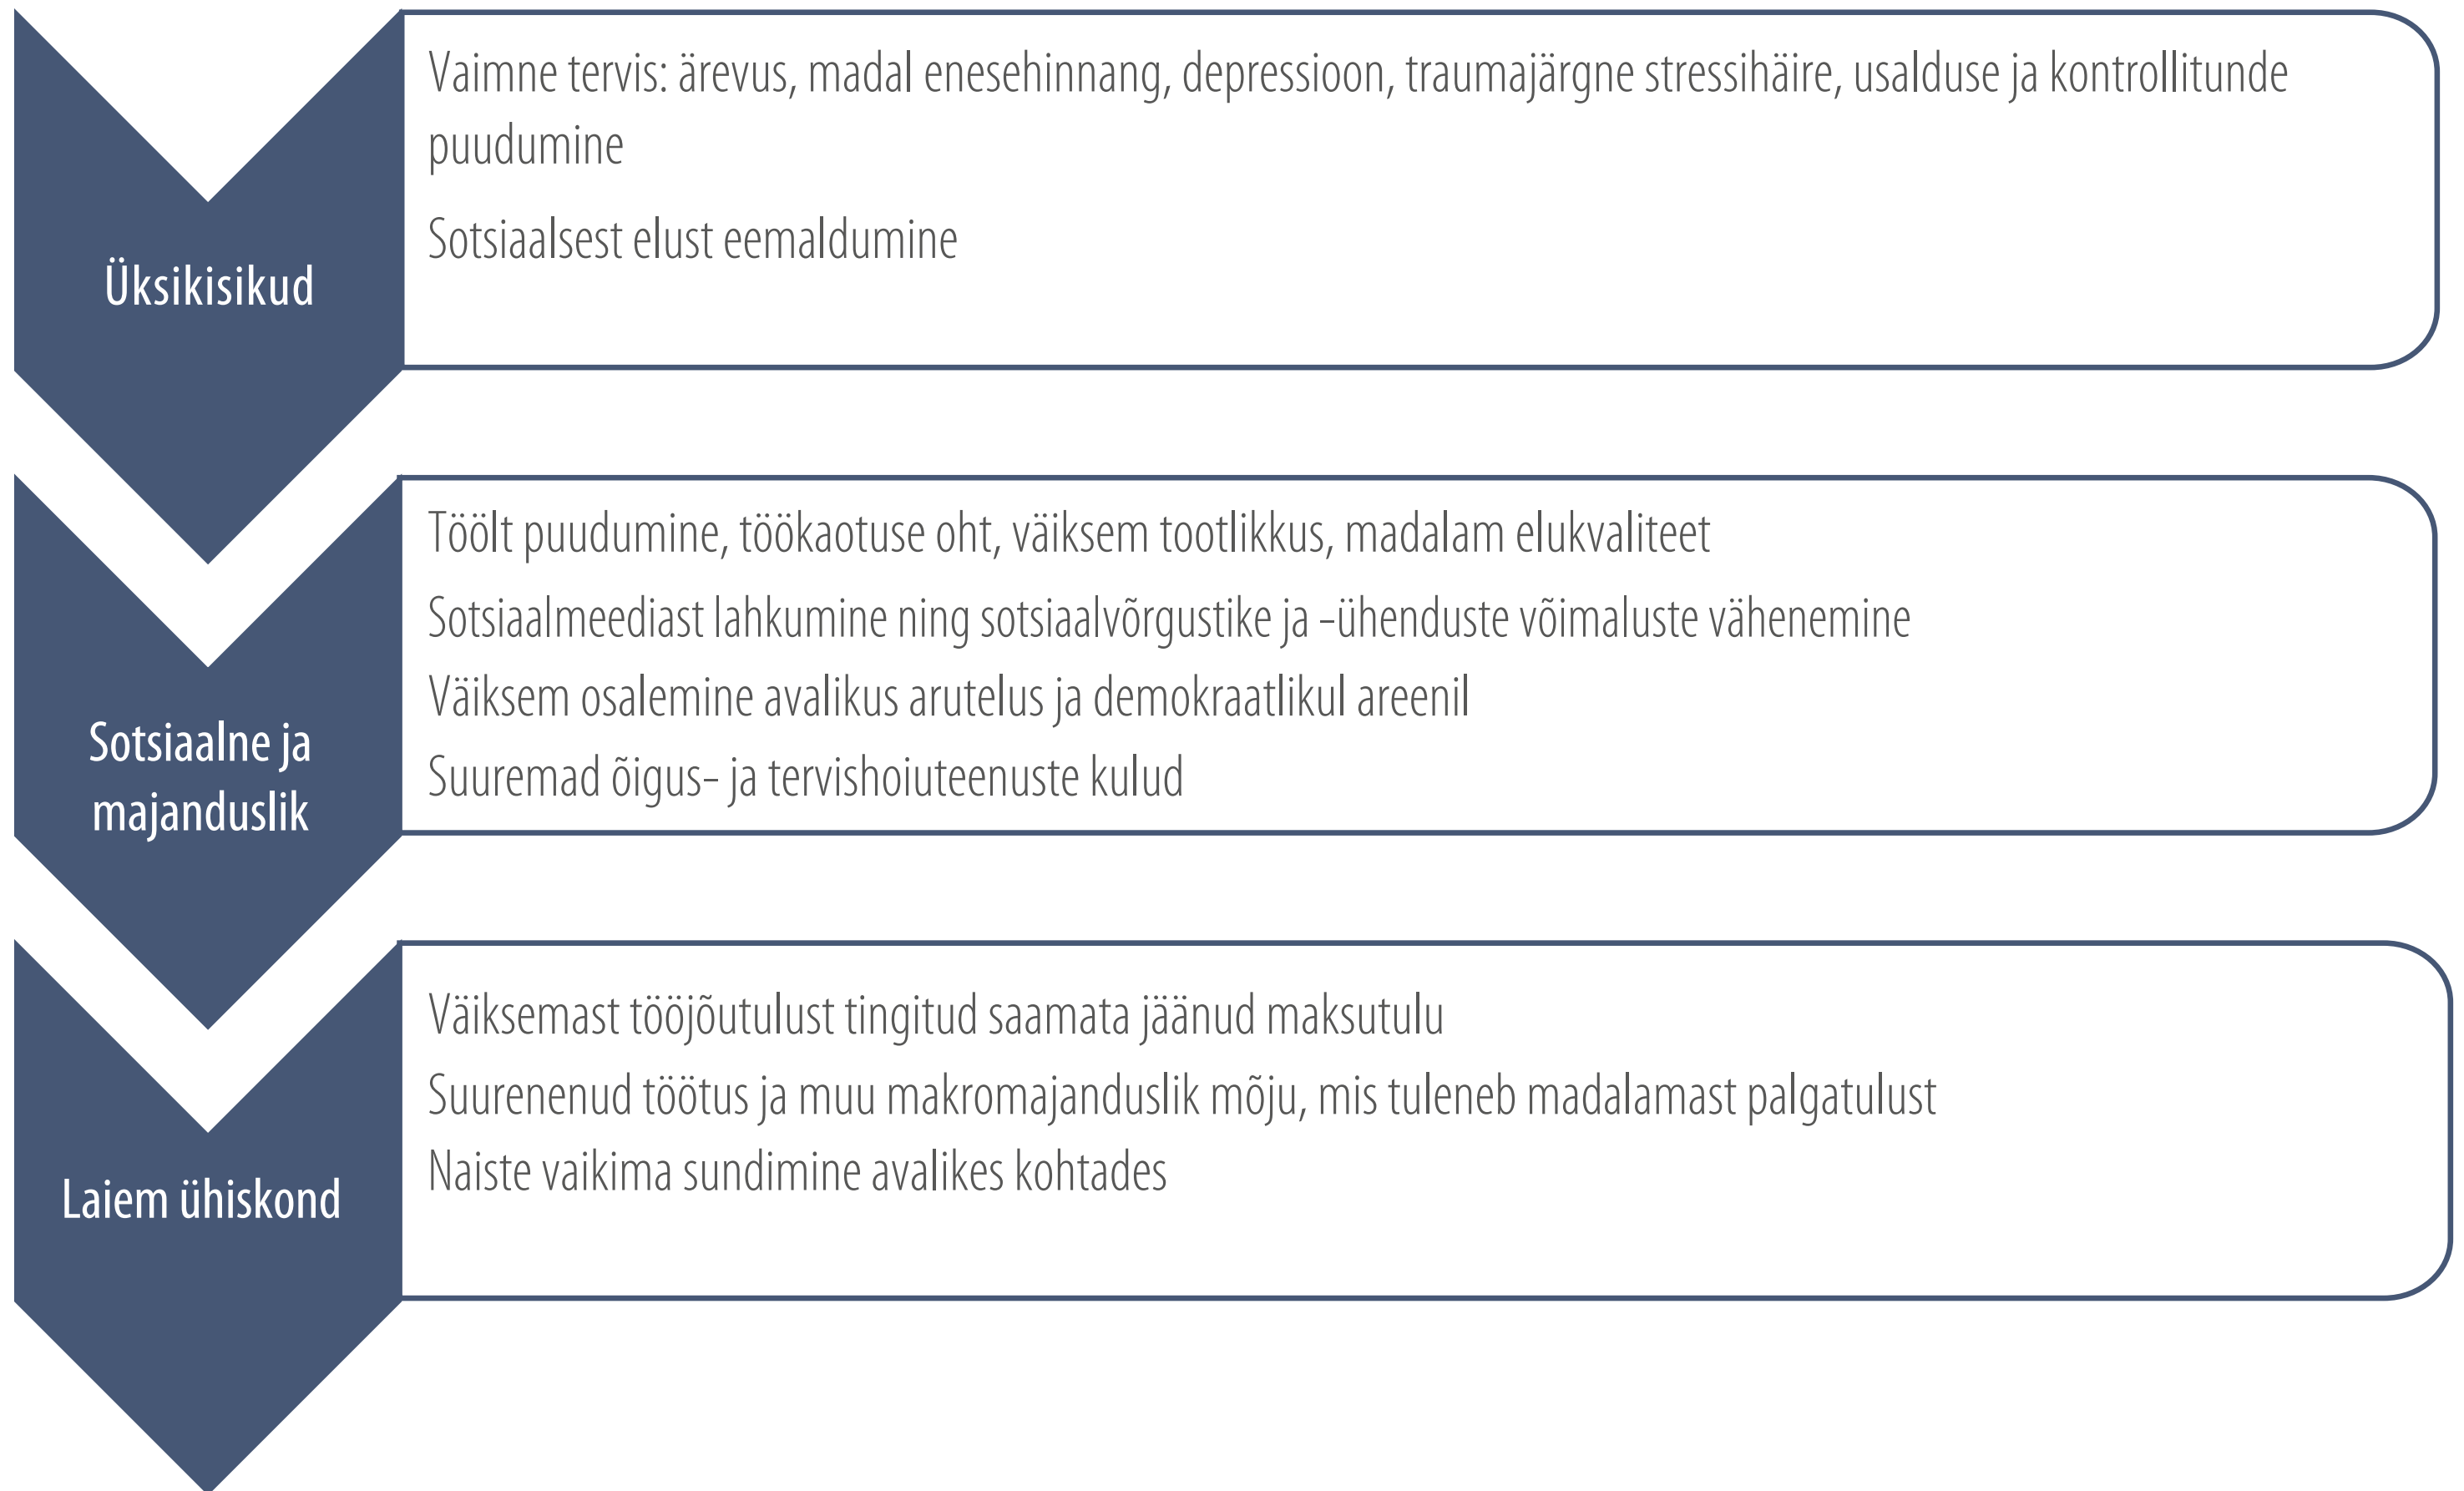 Üksikisikud
Vaimne tervis: ärevus, madal enesehinnang, depressioon, traumajärgne stressihäire, usalduse ja kontrollitunde
puudumine
Sotsiaalsest elust eemaldumine
Sotsiaalne ja
majanduslik
Töölt puudumine, töökaotuse oht, väiksem tootlikkus, madalam elukvaliteet
Sotsiaalmeediast lahkumine ning sotsiaalvõrgustike ja -ühenduste võimaluste vähenemine
Väiksem osalemine avalikus arutelus ja demokraatlikul areenil
Suuremad õigus- ja tervishoiuteenuste kulud
Laiem ühiskond
Väiksemast tööjõutulust tingitud saamata jäänud maksutulu
Suurenenud töötus ja muu makromajanduslik mõju, mis tuleneb madalamast palgatulust
Naiste vaikima sundimine avalikes kohtades